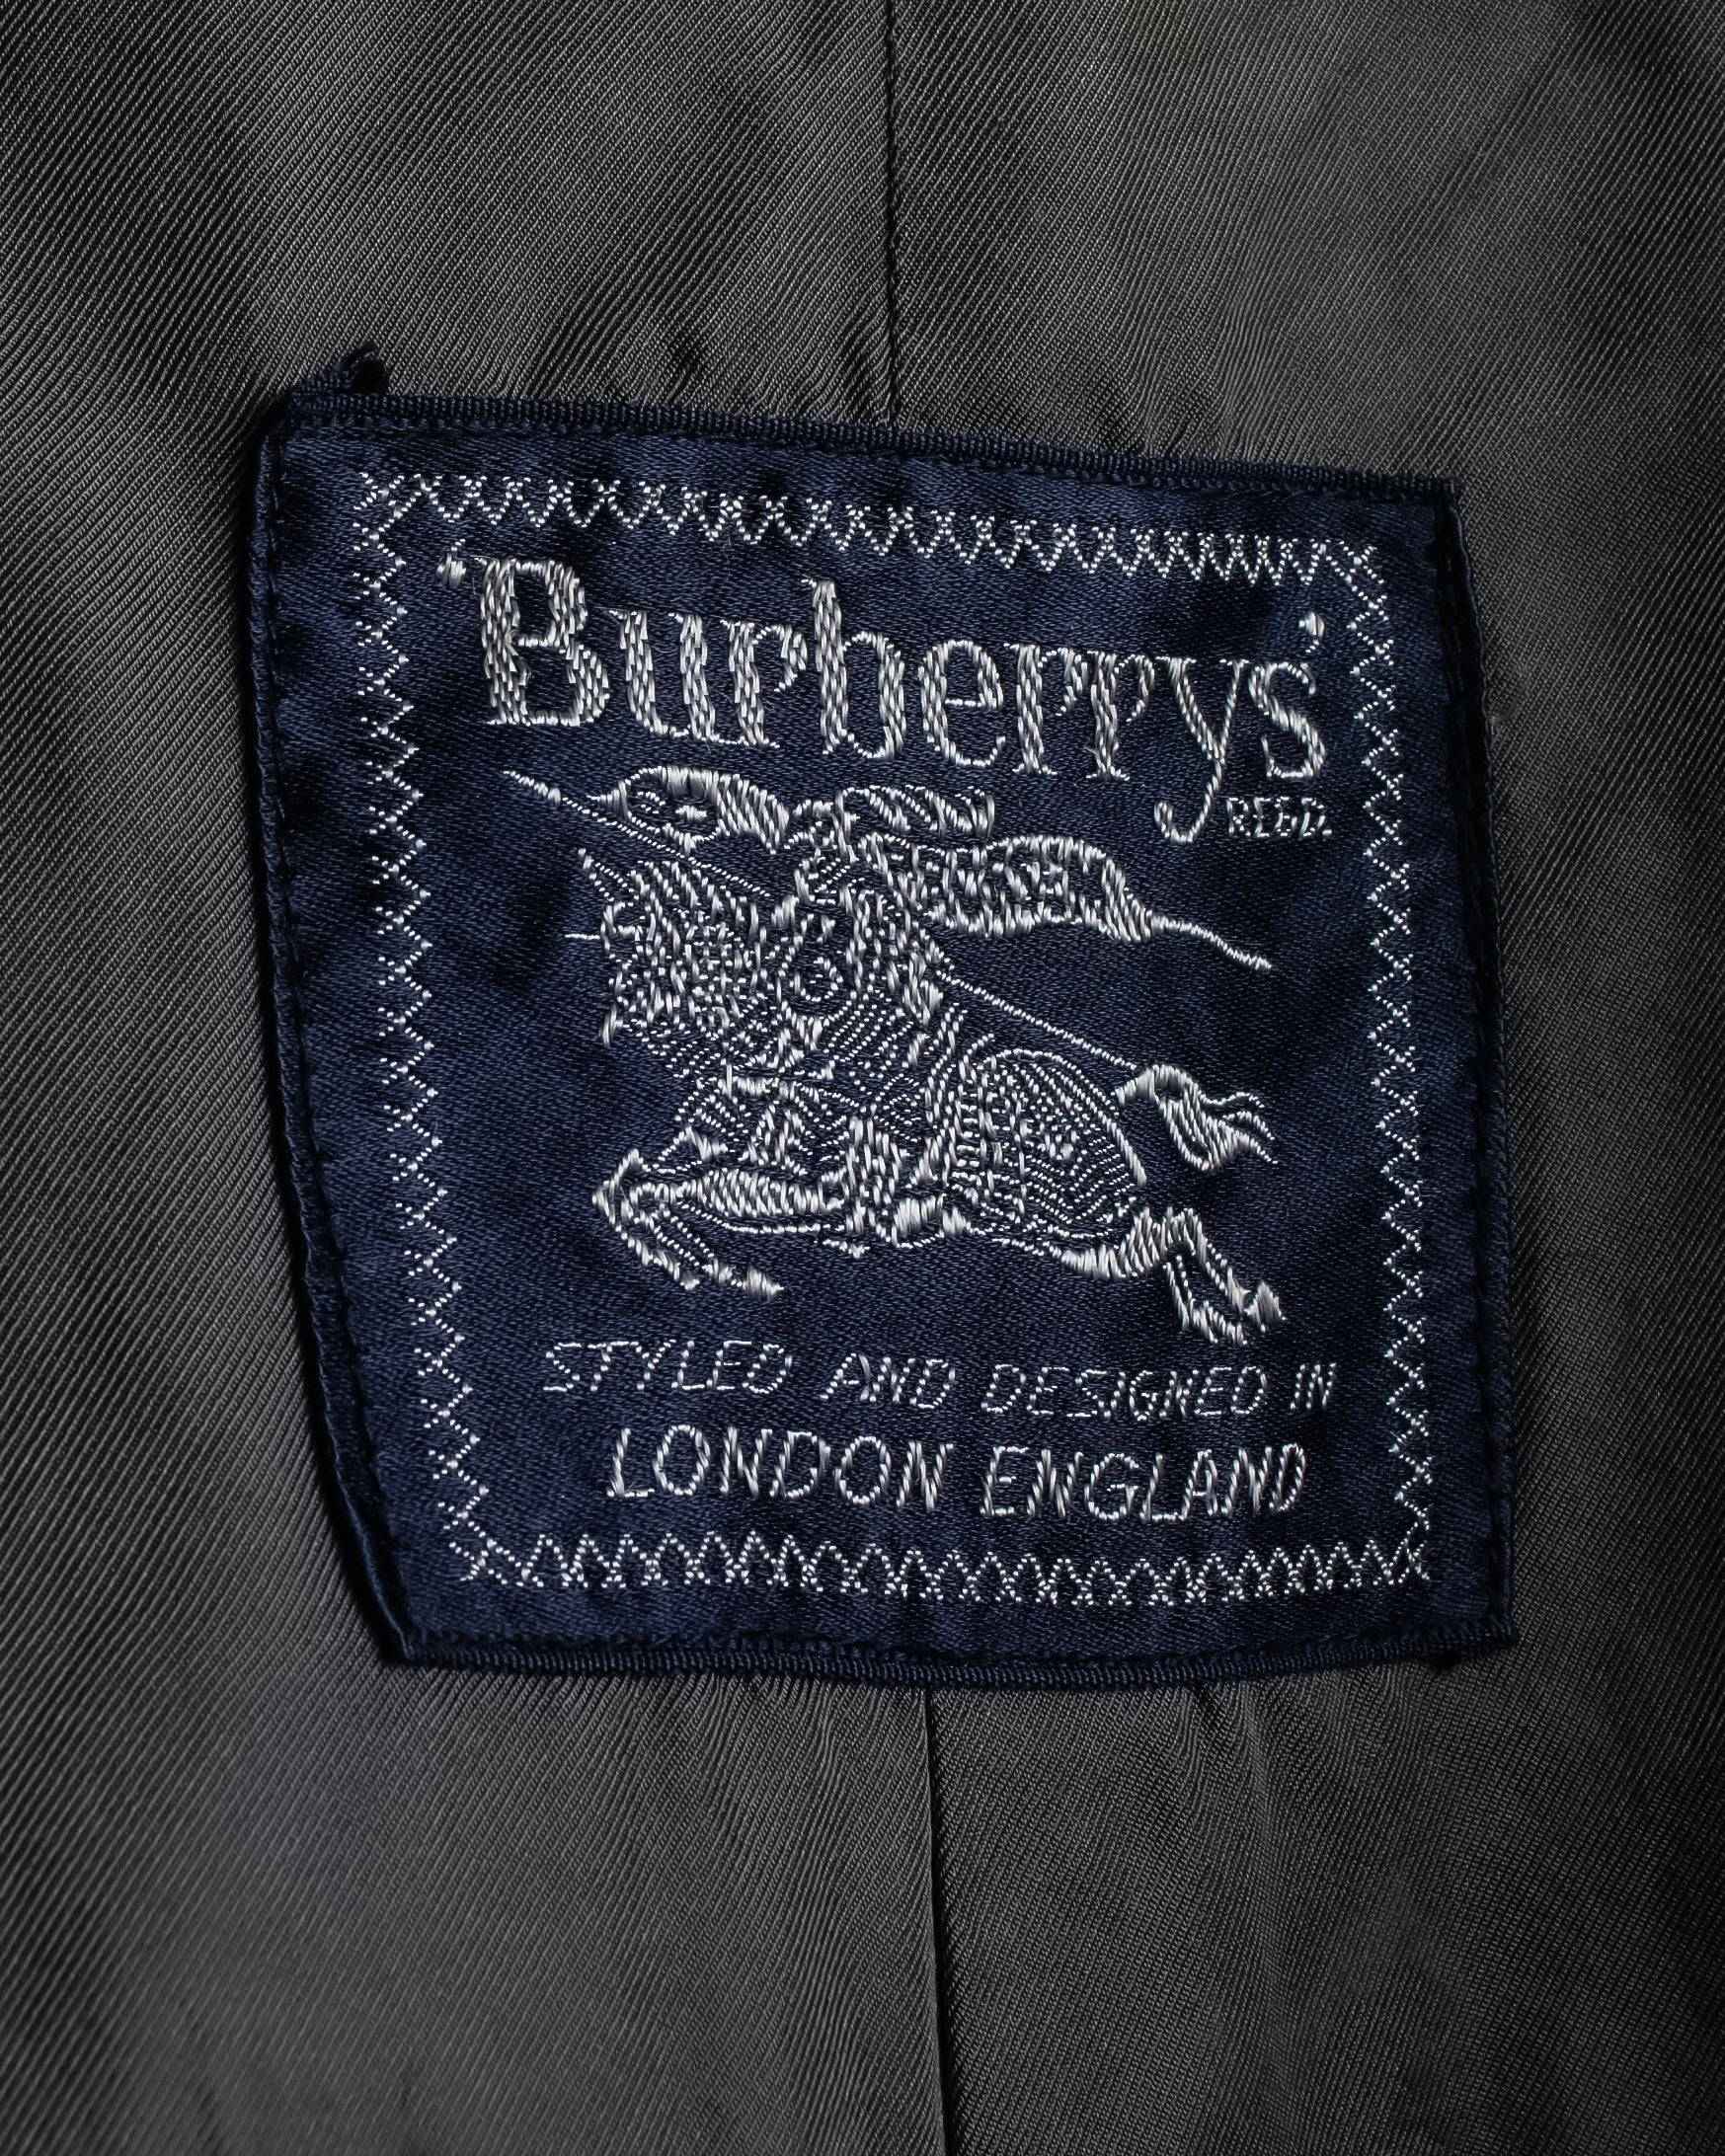 'Burberrys'
REGD.
STYLED AND DESIGNED IN
LONDON ENGLAND